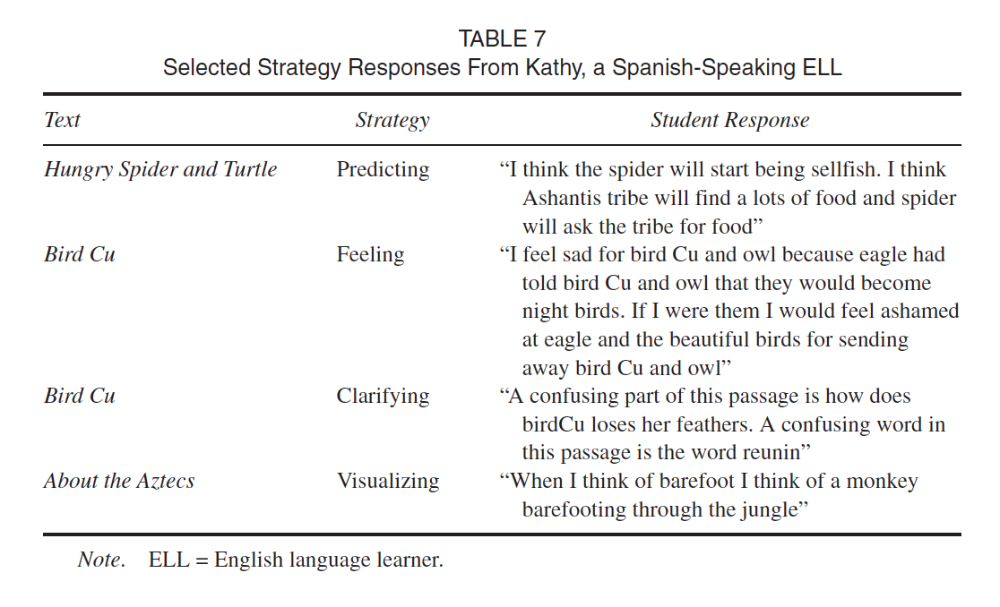 TABLE 7
Selected Strategy Responses From Kathy, a Spanish-Speaking ELL
Text Strategy Student Response
Hungry Spider and Turtle Predicting “I think the spider will start being sellfish. I think
Ashantis tribe will find a lots of food and spider
will ask the tribe for food”
Bird Cu Feeling “I feel sad for bird Cu and owl because eagle had
told bird Cu and owl that they would become
night birds. If I were them I would feel ashamed
at eagle and the beautiful birds for sending
away bird Cu and owl”
Bird Cu Clarifying “A confusing part of this passage is how does
birdCu loses her feathers. A confusing word in
this passage is the word reunin”
About the Aztecs Visualizing “When I think of barefoot I think of a monkey
barefooting through the jungle”
Note. ELL = English language learner.